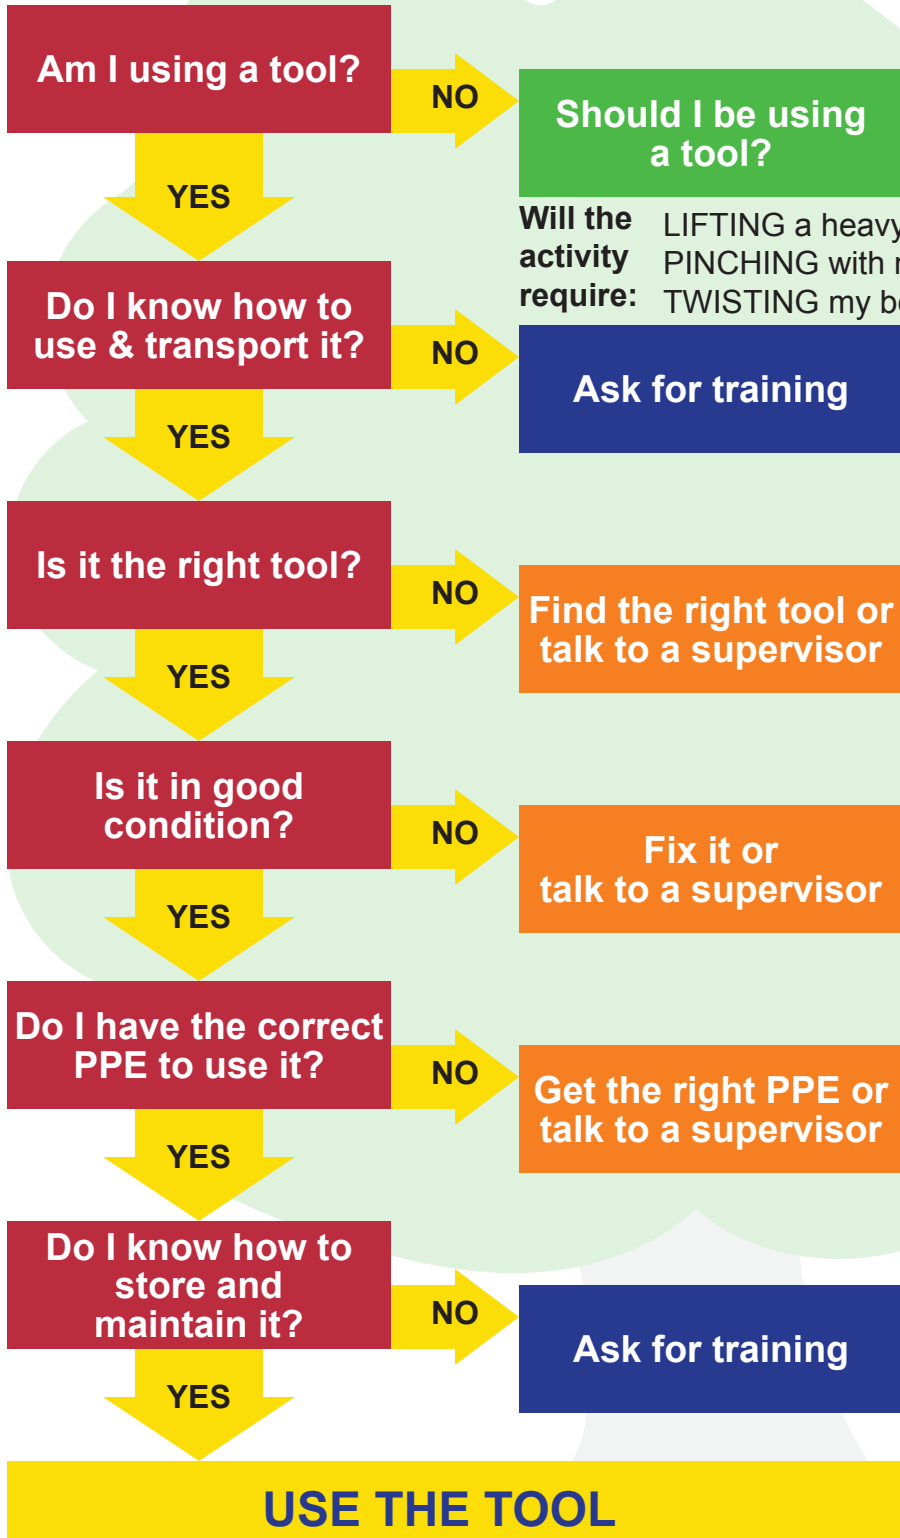 Am I using a tool?
NO
Should I be using
a tool?
YES
Will the
activity
require:
LIFTING a heavy
PINCHING with
TWISTING my
Do I know how to
use & transport it?
NO
Ask for training
YES
Is it the right tool?
NO
Find the right tool or
talk to a supervisor
YES
Is it in good
condition?
NO
Fix it or
talk to a supervisor
YES
Do I have the correct
PPE to use it?
NO
Get the right PPE or
talk to a supervisor
YES
Do I know how to
store and
maintain it?
NO
Ask for training
YES
USE THE TOOL